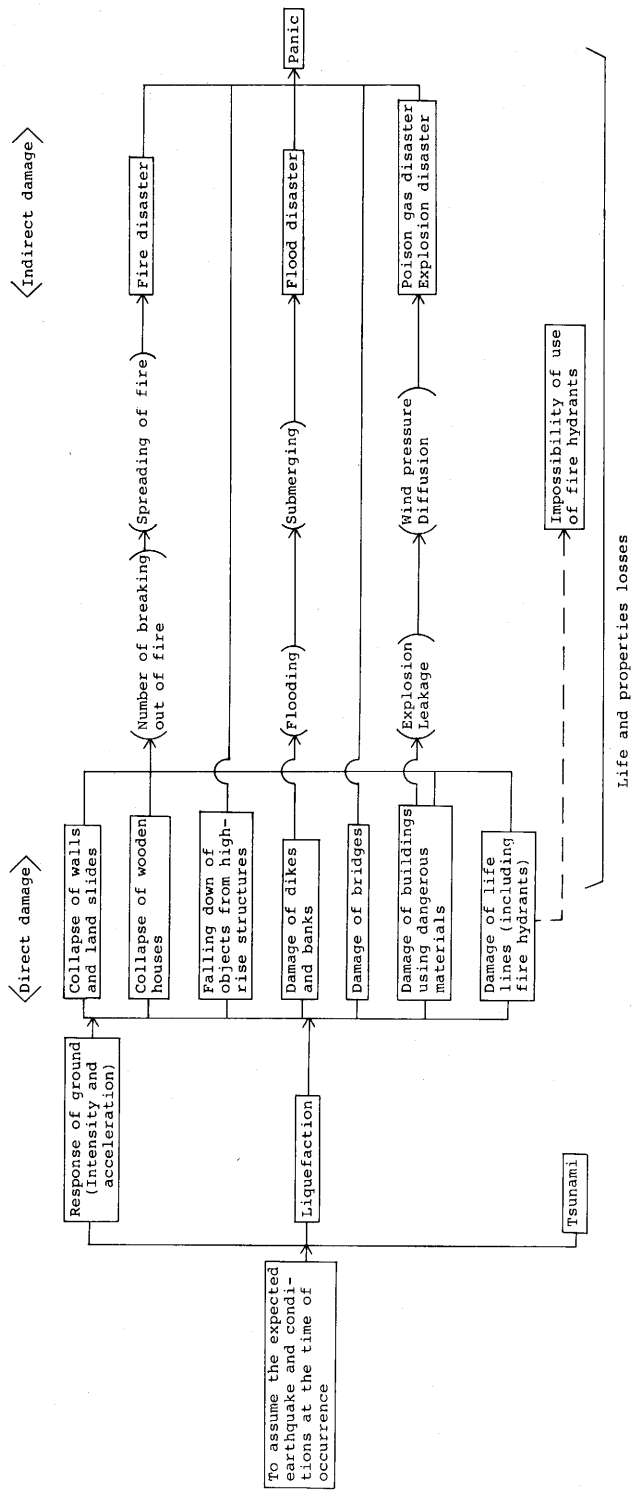 To assume the expected
earthquake and condi-
tions at the time of
occurrence
Response of ground
(Intensity and
acceleration)
Liquefaction
Tsunami
〈Direct damage〉
Collapse of walls
and land slides
Collapse of wooden
houses
Falling down of
objects from high-
rise structures
Damage of dikes
and banks
Damage of bridges
Damage of buildings
using dangerous
materials
Damage of life
lines (including
fire hydrants)
(Number of breaking
out of fire)
(Spreading of fire)
(Flooding)
(Submerging)
(Explosion
Leakage)
(Wind pressure
Diffusion)
Impossibility of use
of fire hydrants
〈Indirect damage〉
Fire disaster
Flood disaster
Poison gas disaster
Explosion disaster
Panic
Life and properties losses